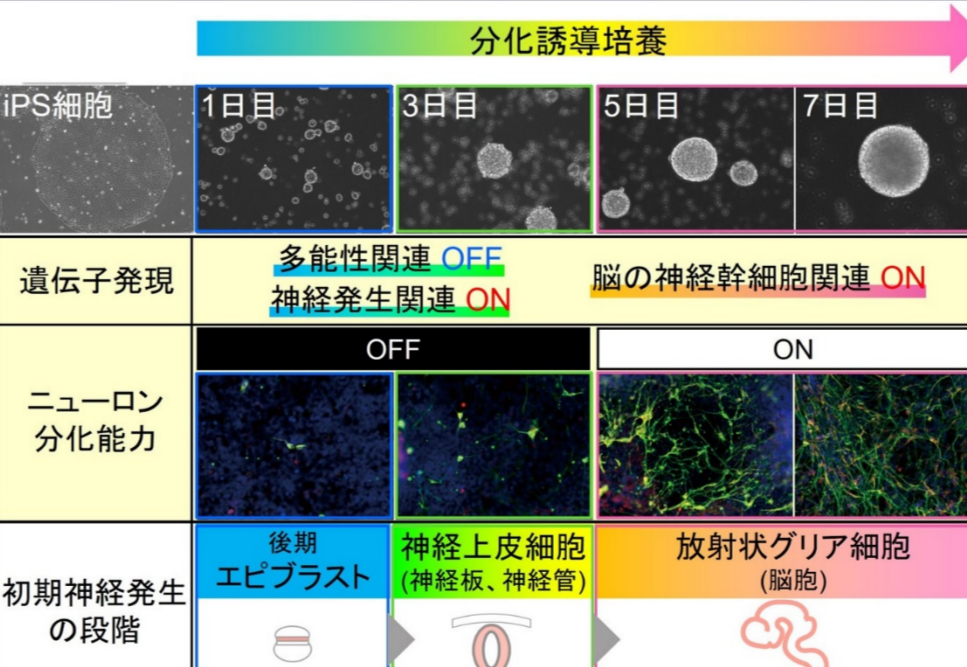 分化誘導培養
iPS細胞
1日目
3日目
5日目
7日目
遺伝子発現
多能性関連 OFF
神経発生関連 ON
脳の神経幹細胞関連 ON
ニューロン
分化能力
OFF
ON
初期神経発生
の段階
後期
エピブラスト
神経上皮細胞
(神経板、神経管)
放射状グリア細胞
(脳胞)